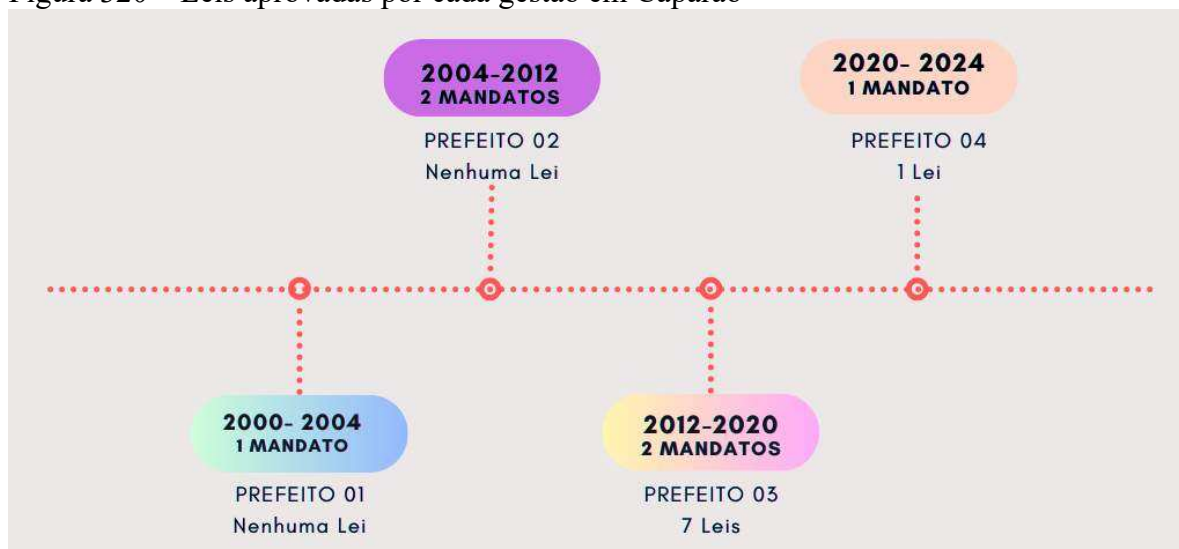 2004-2012
2 MANDATOS
PREFEITO 02
Nenhuma Lei
2020- 2024
1 MANDATO
PREFEITO 04
1 Lei
2000- 2004
1 MANDATO
PREFEITO 01
Nenhuma Lei
2012-2020
2 MANDATOS
PREFEITO 03
7 Leis